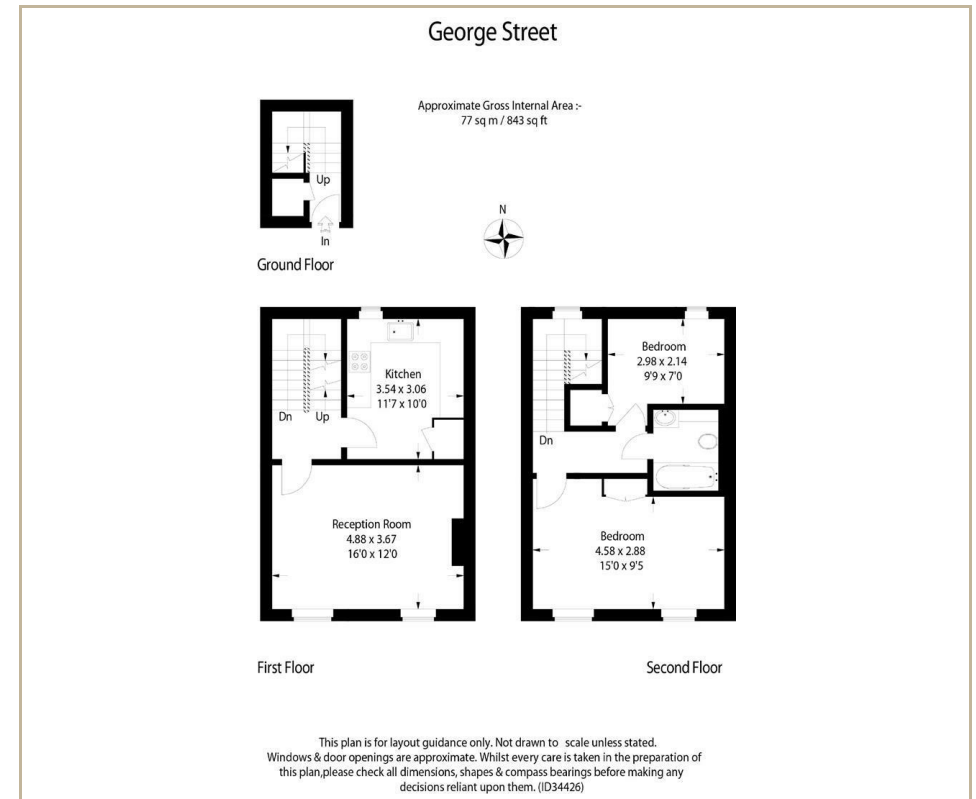 George Street
Approximate Gross Internal Area :-
77 sq m / 843 sq ft
Up
In
Ground Floor
N
Kitchen
3.54 x 3.06
11'7 x 10'0
Dn
Up
Reception Room
4.88 x 3.67
16'0 x 12'0
First Floor
Bedroom
2.98 x 2.14
9'9 x 7'0
Dn
Bedroom
4.58 x 2.88
15'0 x 9'5
Second Floor
This plan is for layout guidance only. Not drawn to scale unless stated.
Windows & door openings are approximate. Whilst every care is taken in the preparation of
this plan,please check all dimensions, shapes & compass bearings before making any
decisions reliant upon them. (ID34426)